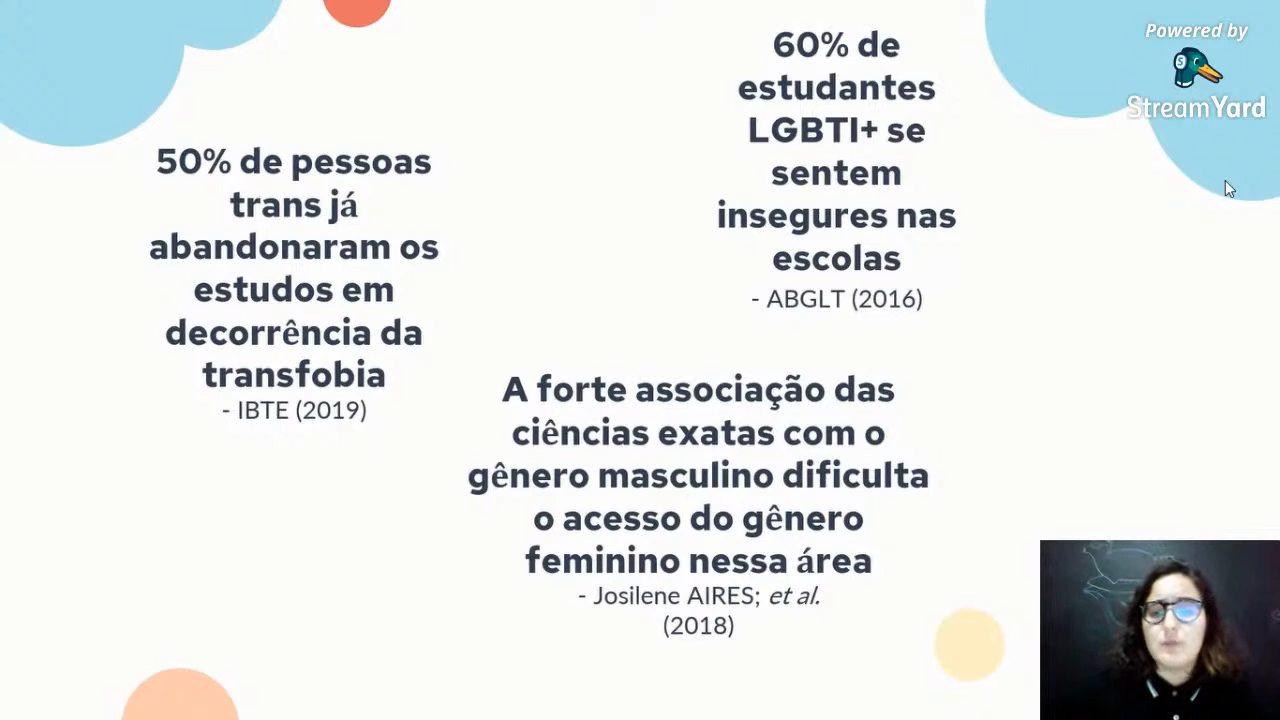 50% de pessoas
trans já
abandonaram os
estudos em
decorrência da
transfobia
- IBTE (2019)
60% de
estudantes
LGBTI+ se
sentem
insegures nas
escolas
- ABGLT (2016)
A forte associação das
ciências exatas com o
gênero masculino dificulta
o acesso do gênero
feminino nessa área
- Josilene AIRES; et al.
(2018)
Powered by
S
StreamYard